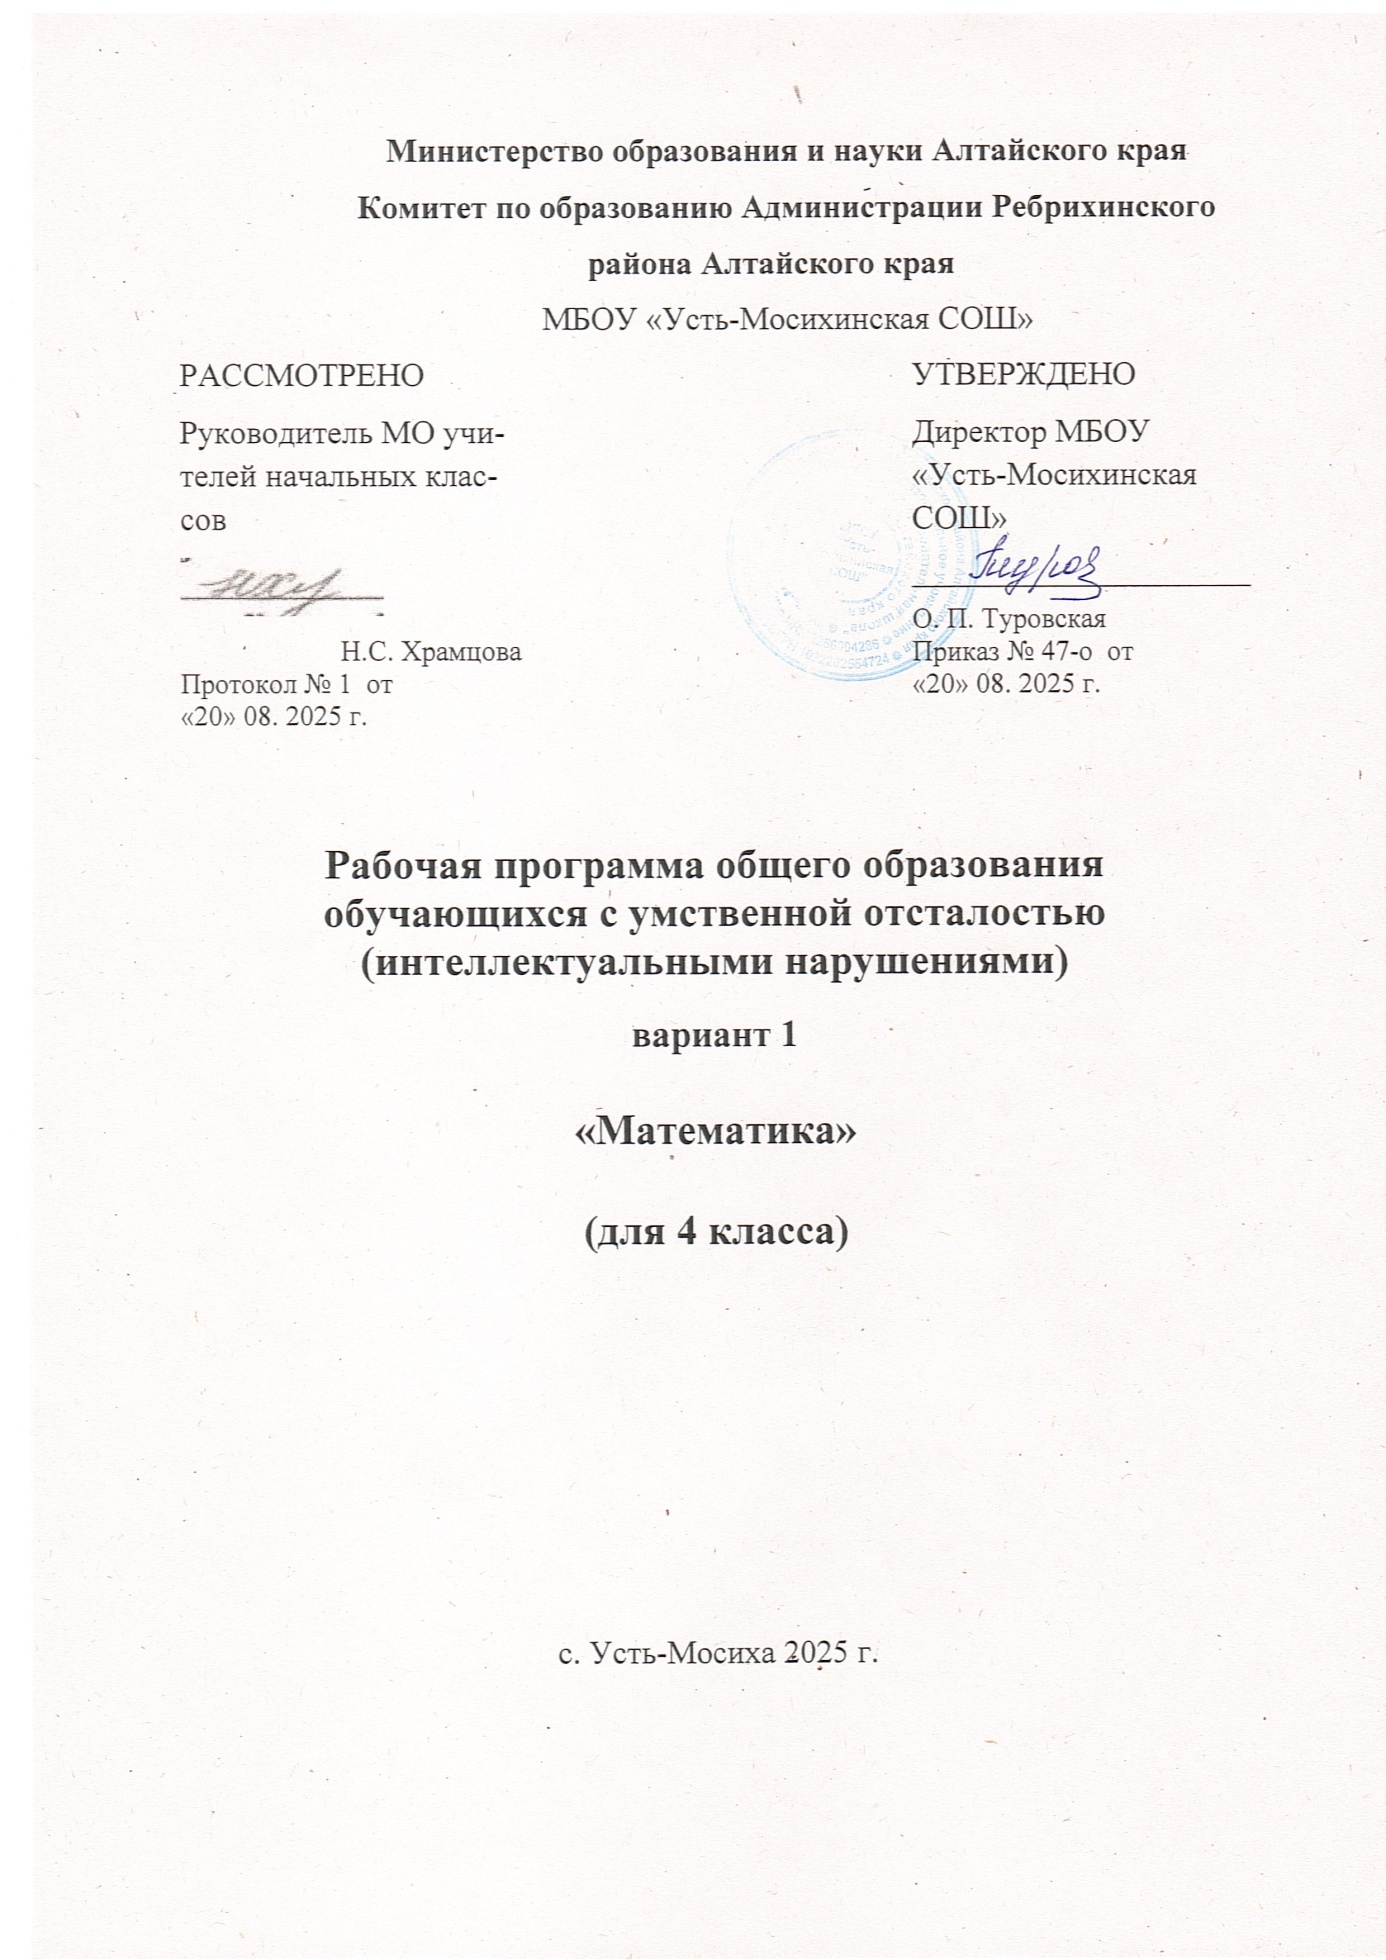 Министерство образования и науки Алтайского края
Комитет по образованию Администрации Ребрихинского
района Алтайского края
МБОУ «Усть-Мосихинская СОШ»
РАССМОТРЕНО
Руководитель МО учи-
телей начальных клас-
сов
Н.С. Храмцова
Протокол № 1 от
«20» 08. 2025 г.
УТВЕРЖДЕНО
Директор МБОУ
«Усть-Мосихинская
СОШ»
О. П. Туровская
Приказ № 47-о от
«20» 08. 2025 г.
Рабочая программа общего образования
обучающихся с умственной отсталостью
(интеллектуальными нарушениями)
вариант 1
«Математика»
(для 4 класса)
с. Усть-Мосиха 2025 г.